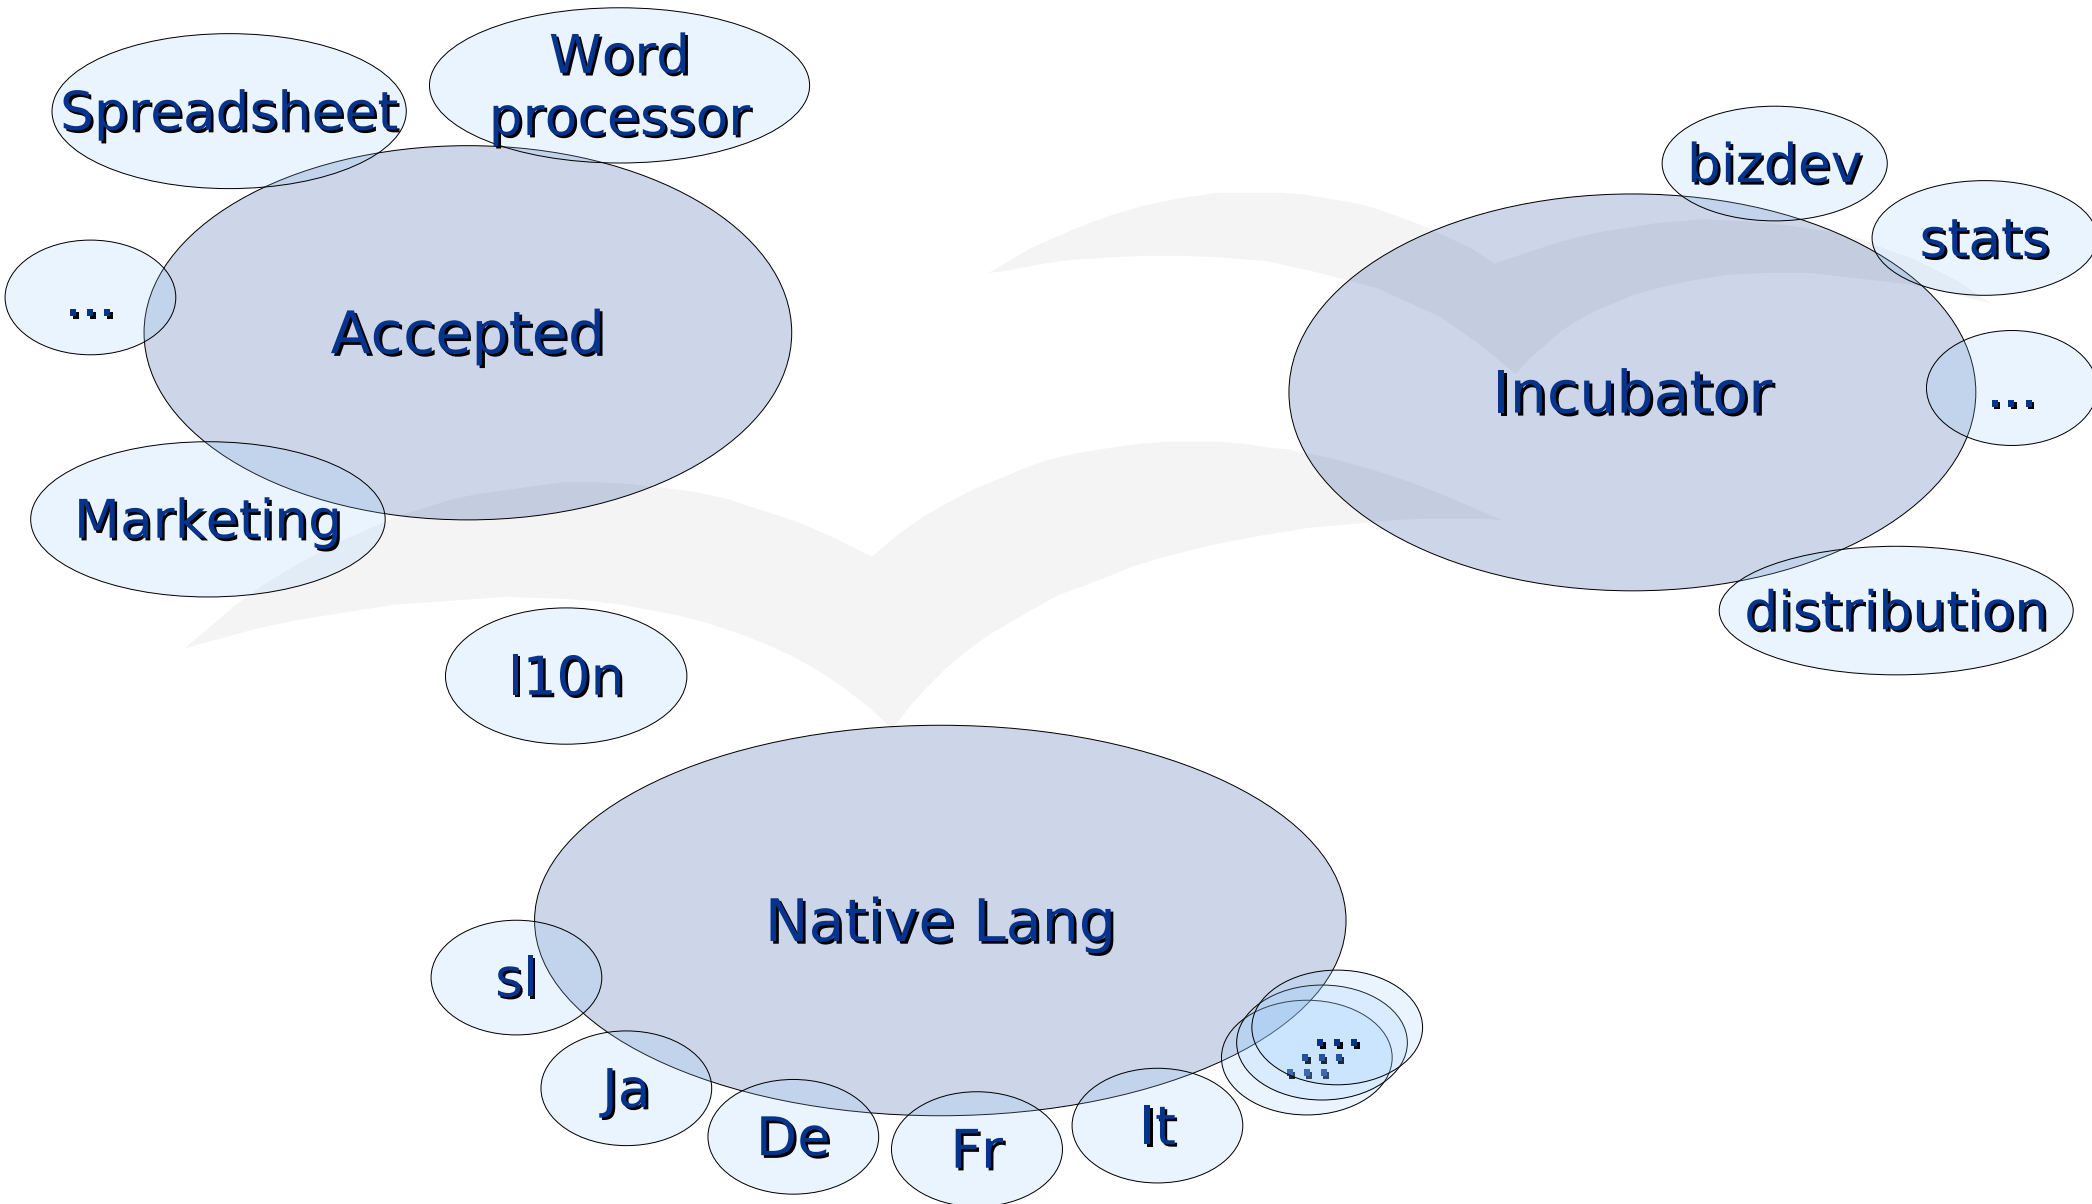 Word
processor
Spreadsheet
bizdev
stats
...
Accepted
Incubator
...
Marketing
distribution
l10n
Native Lang
sl
...
...
...
Ja
De
Fr
It